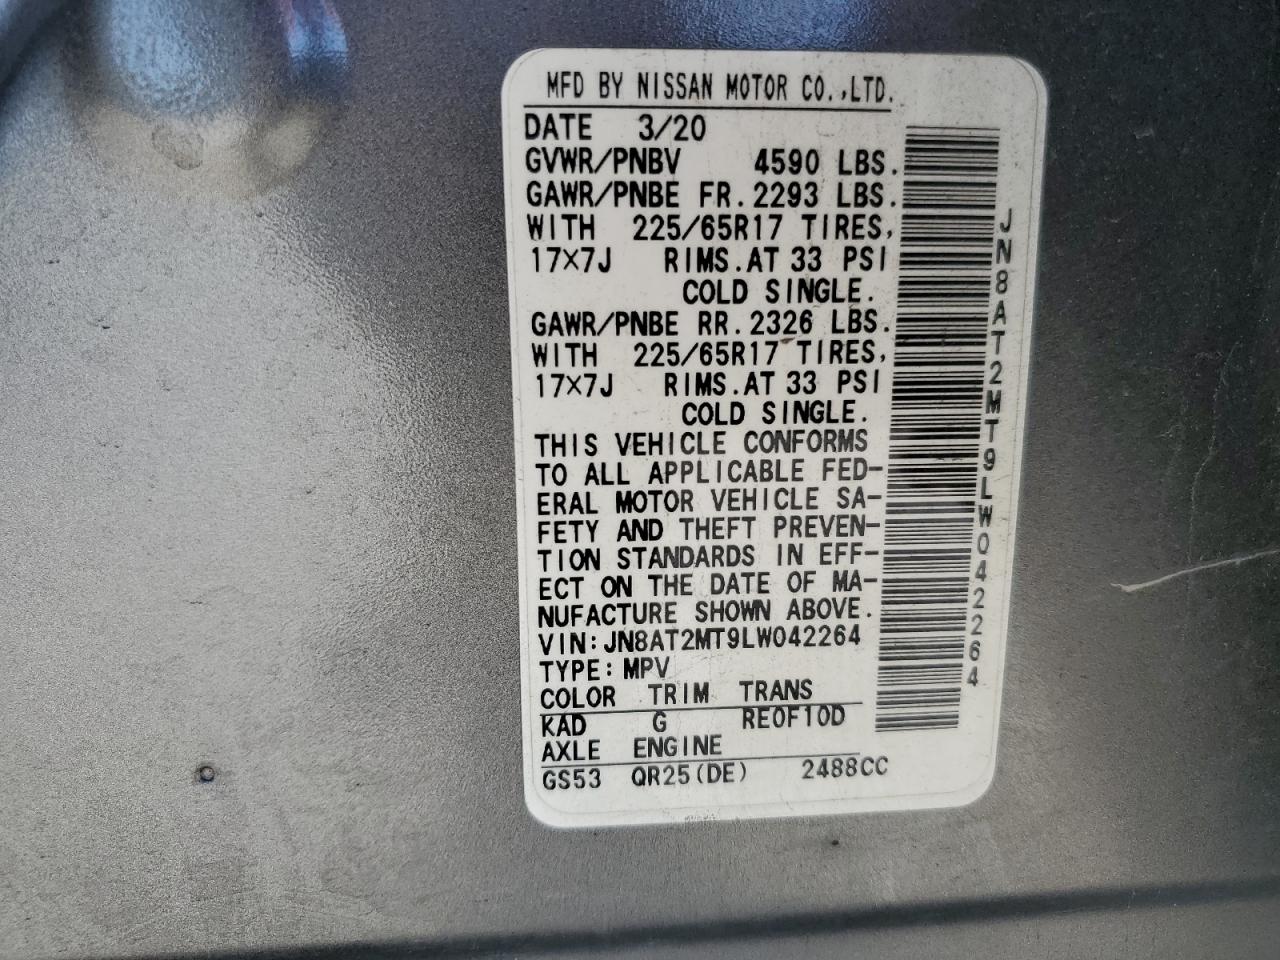 MFD BY NISSAN MOTOR CO.,LTD.
DATE 3/20
GVWR/PNBV 4590 LBS.
GAWR/PNBE FR.2293 LBS.
WITH 225/65R17 TIRES,
17×7J RIMS.AT 33 PSI
COLD SINGLE.
GAWR/PNBE RR.2326 LBS.
WITH 225/65R17 TIRES,
17×7J RIMS.AT 33 PSI
COLD SINGLE.
THIS VEHICLE CONFORMS
TO ALL APPLICABLE FED-
ERAL MOTOR VEHICLE SA-
FETY AND THEFT PREVEN-
TION STANDARDS IN EFF-
ECT ON THE DATE OF MA-
NUFACTURE SHOWN ABOVE.
VIN:JN8AT2MT9LW042264
TYPE:MPV
COLOR TRIM TRANS
KAD G RE0F10D
AXLE ENGINE
GS53 QR25(DE) 2488CC
JN8AT2MT9LW042264